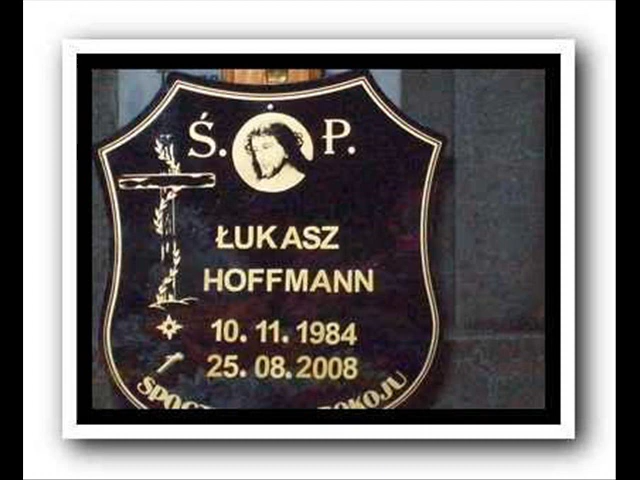 Ś. P.
ŁUKASZ
HOFFMANN
10. 11. 1984
25. 08. 2008